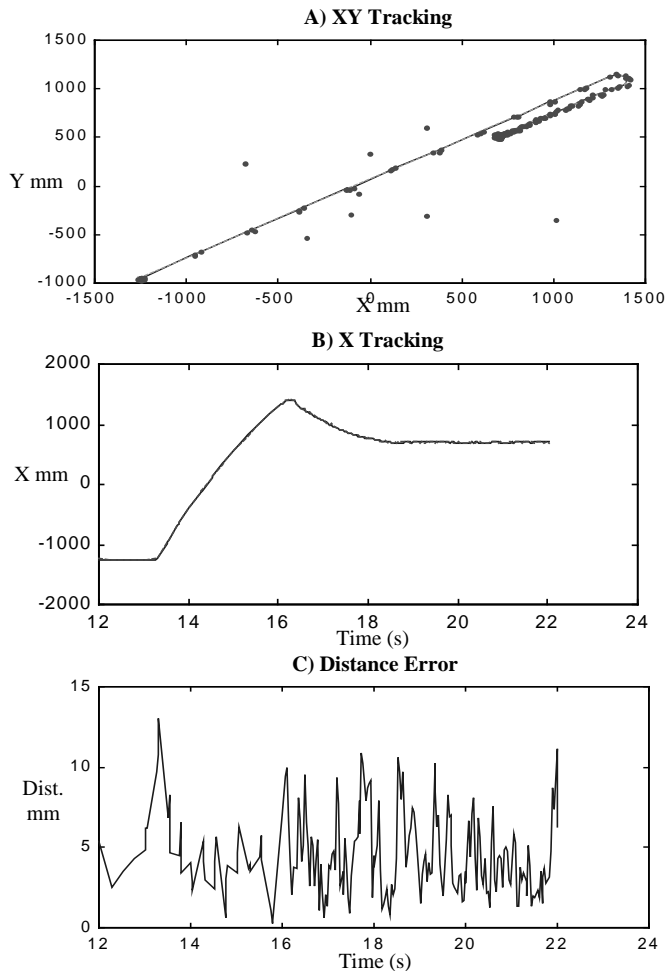 A) XY Tracking
1500
1000
500
Y mm
0
-500
-1000
-1500 -1000 -500 0 500 1000 1500
X mm
B) X Tracking
2000
1000
X mm
0
-1000
-2000
12 14 16 18 20 22 24
Time (s)
C) Distance Error
15
10
Dist.
mm
5
0
12 14 16 18 20 22 24
Time (s)